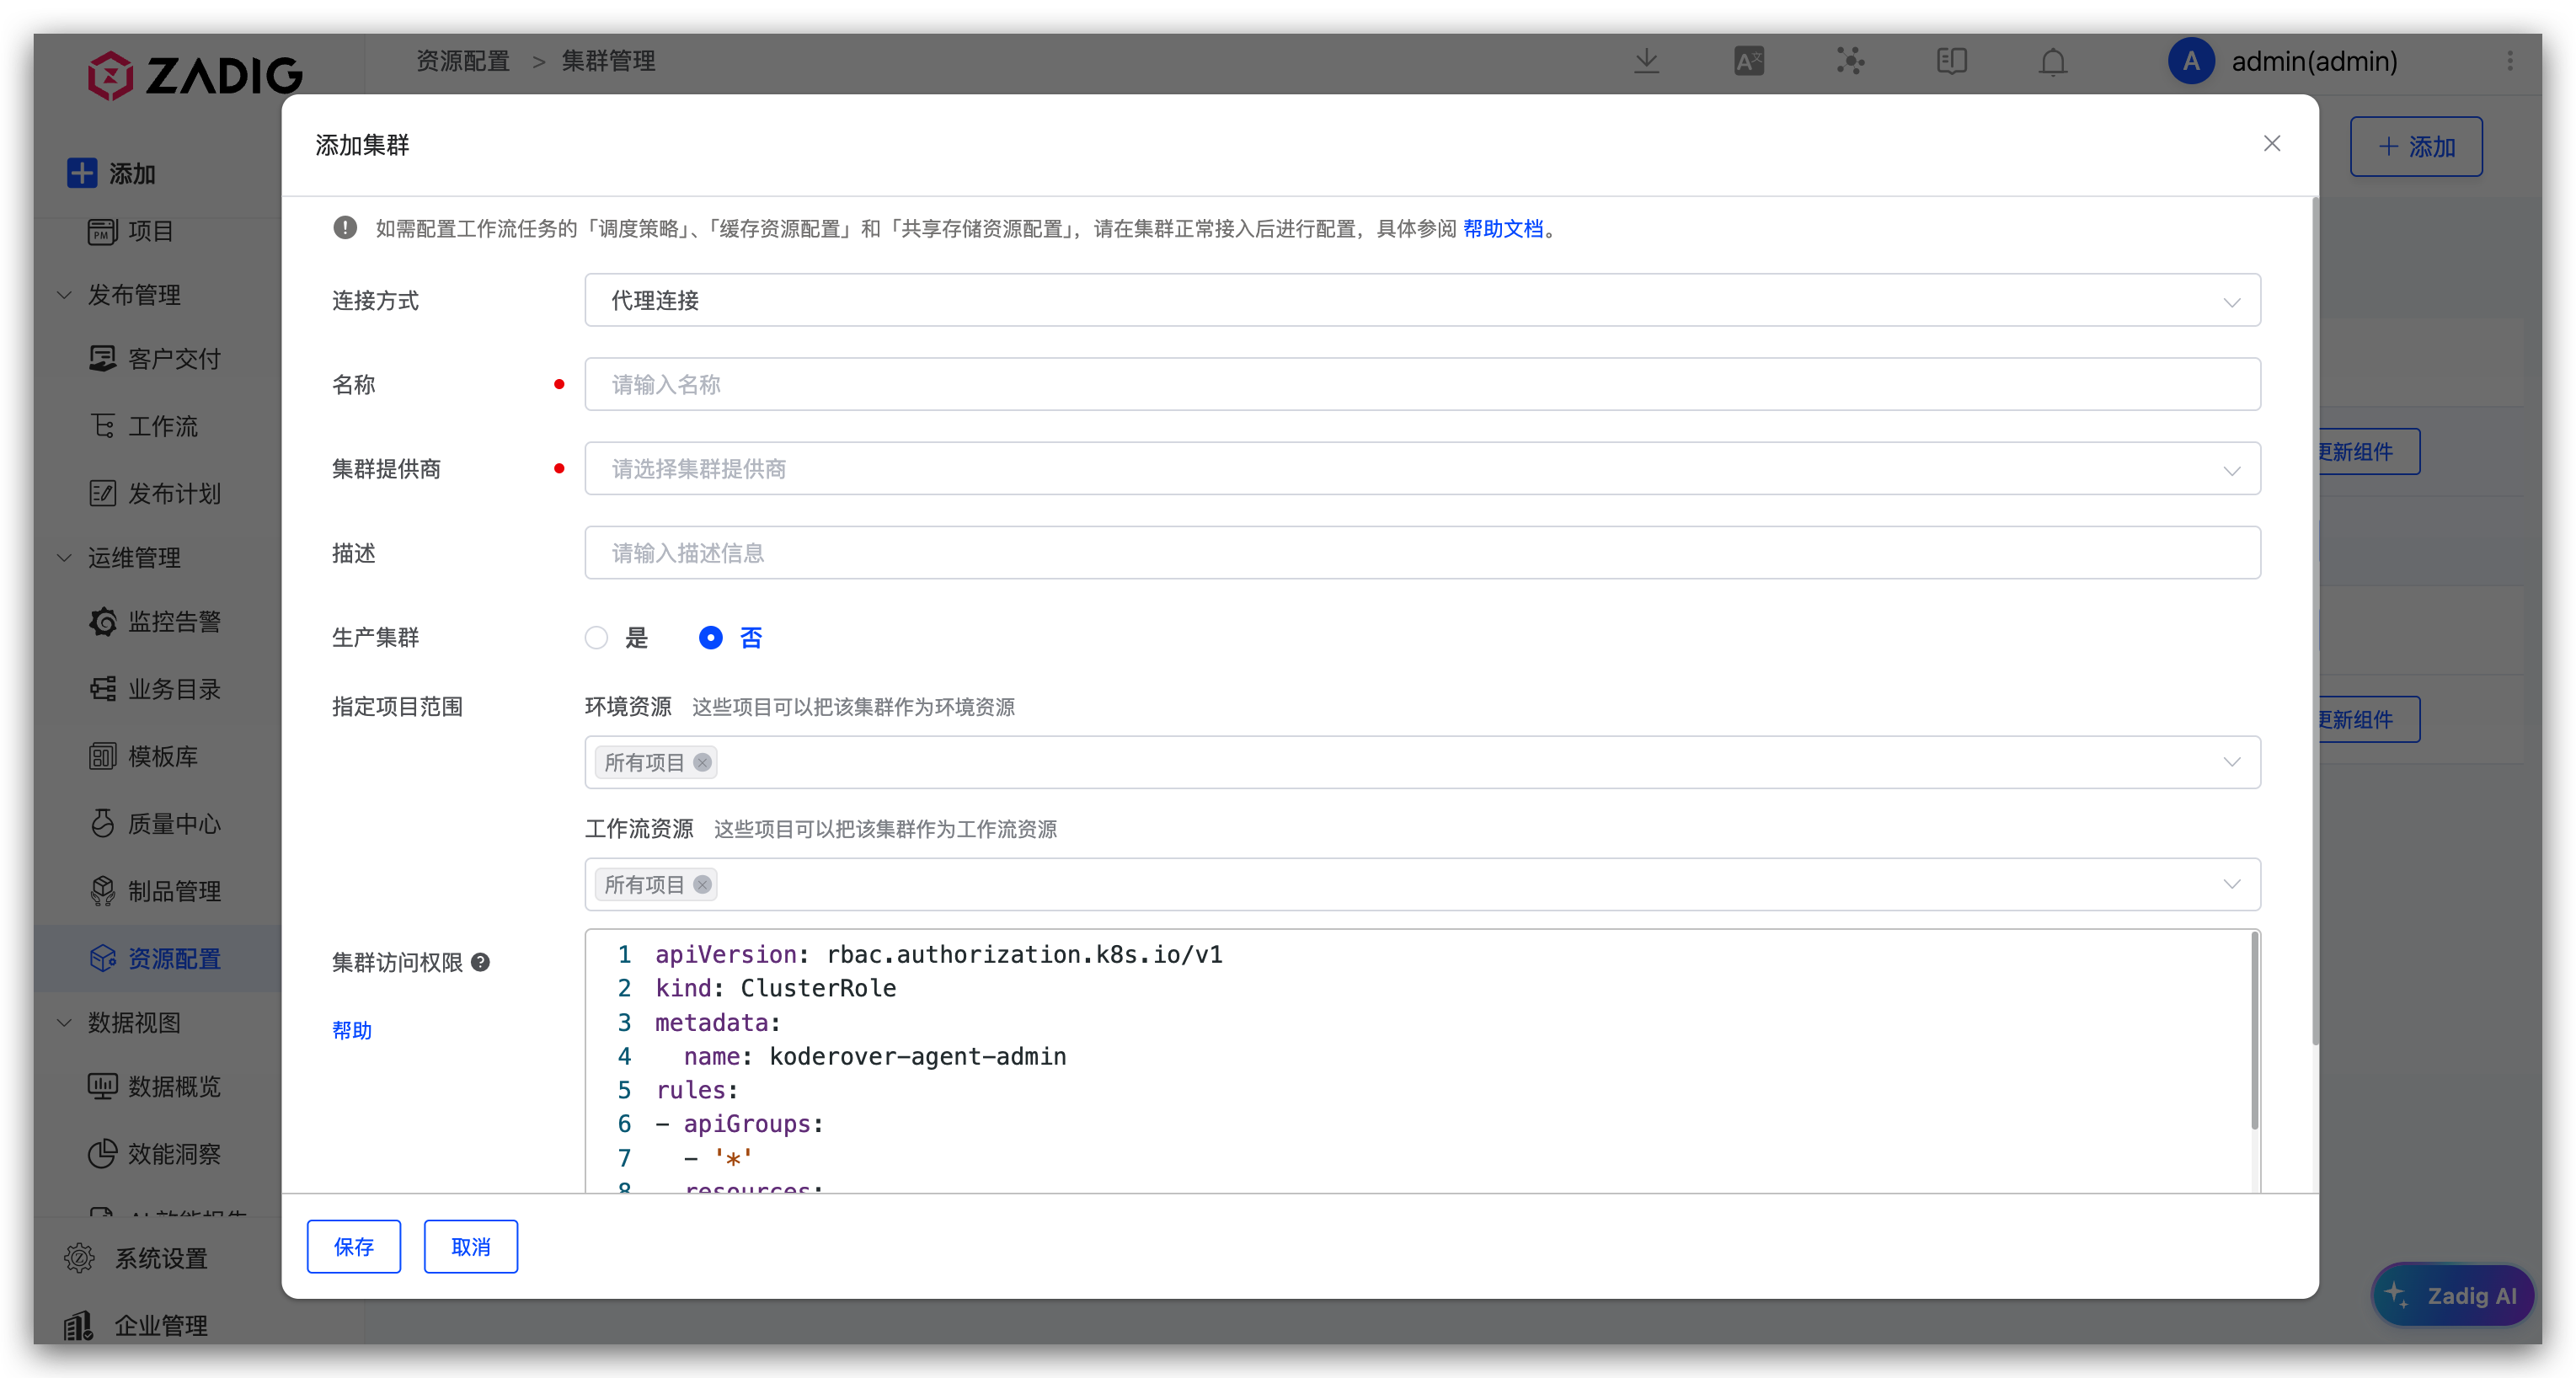 ZADIG
资源配置 > 集群管理
A
admin(admin)
添加
添加
项目
发布管理
客户交付
工作流
发布计划
运维管理
监控告警
业务目录
模板库
质量中心
制品管理
资源配置
数据视图
数据概览
效能洞察
系统设置
企业管理
更新组件
更新组件
Zadig AI
添加集群
如需配置工作流任务的「调度策略」、「缓存资源配置」和「共享存储资源配置」，请在集群正常接入后进行配置，具体参阅 帮助文档。
连接方式
代理连接
名称
请输入名称
集群提供商
请选择集群提供商
描述
请输入描述信息
生产集群
是 否
指定项目范围
环境资源 这些项目可以把该集群作为环境资源
所有项目
工作流资源 这些项目可以把该集群作为工作流资源
所有项目
集群访问权限
帮助
1 apiVersion: rbac.authorization.k8s.io/v1
2 kind: ClusterRole
3 metadata:
4 name: koderover-agent-admin
5 rules:
6 - apiGroups:
7 - '*'
8 resources:
保存
取消